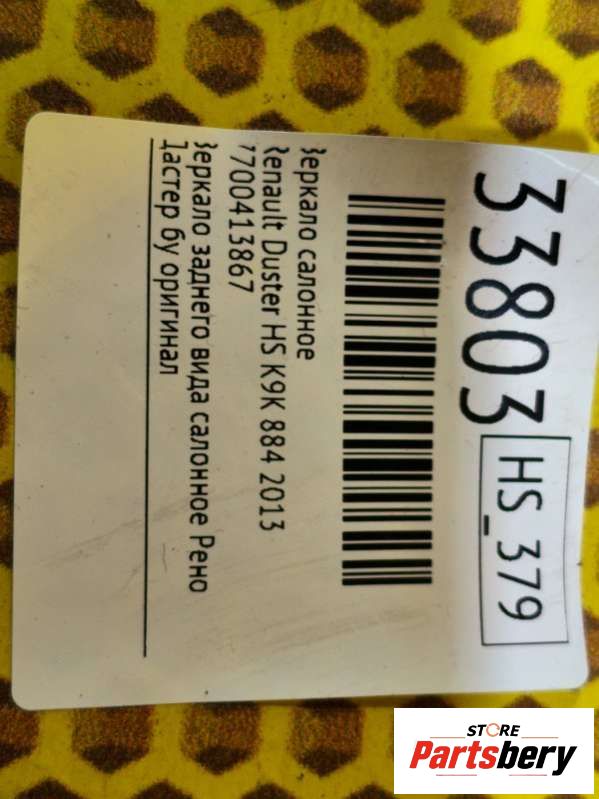 33803 HS_379
Зеркало салонное
Renault Duster HS K9K 884 2013
7700413867
Зеркало заднего вида салонное Рено
Дастер бу оригинал
STORE
Partsbery